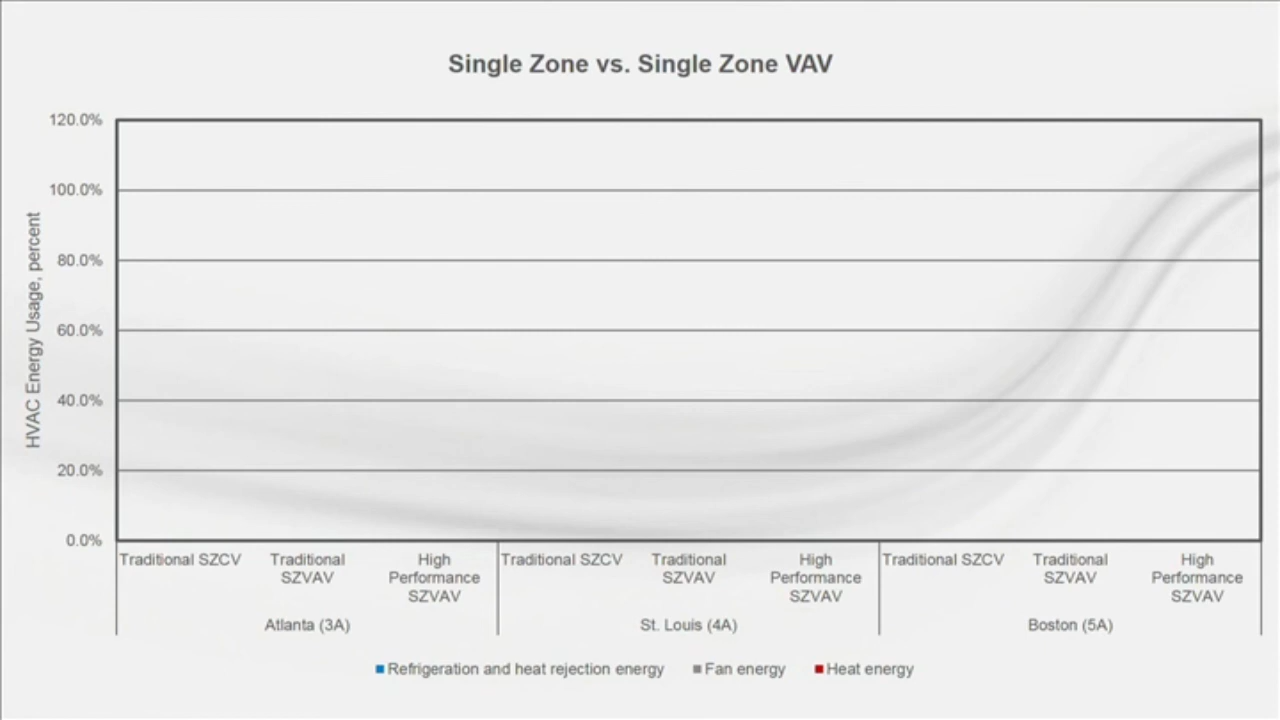 Single Zone vs. Single Zone VAV
HVAC Energy Usage, percent
120.0%
100.0%
80.0%
60.0%
40.0%
20.0%
0.0%
Traditional SZCV
Traditional
SZVAV
High
Performance
SZVAV
Traditional SZCV
Traditional
SZVAV
High
Performance
SZVAV
Traditional SZCV
Traditional
SZVAV
High
Performance
SZVAV
Atlanta (3A)
St. Louis (4A)
Boston (5A)
Refrigeration and heat rejection energy
Fan energy
Heat energy